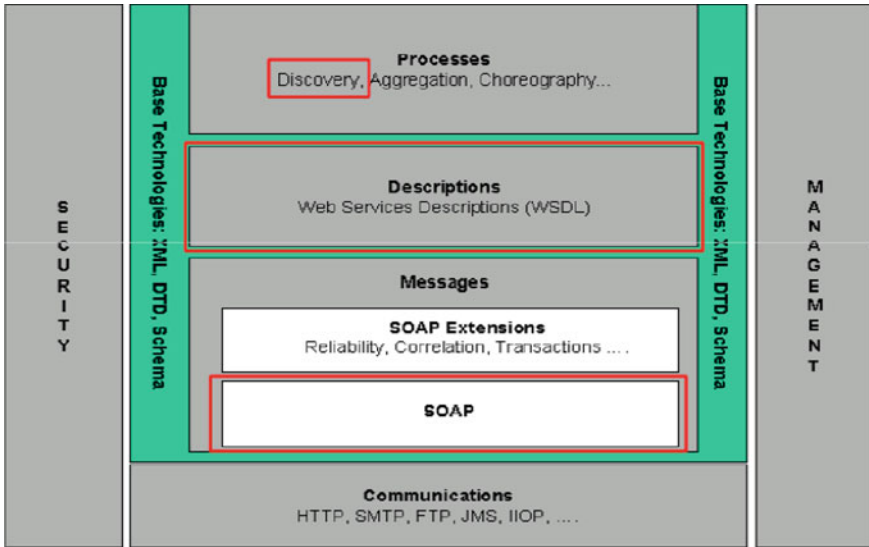 SECURITY
Base Technologies: XML, DTD, Schema
Processes
Discovery, Aggregation, Choreography...
Descriptions
Web Services Descriptions (WSDL)
Messages
SOAP Extensions
Reliability, Correlation, Transactions ....
SOAP
Base Technologies: XML, DTD, Schema
MANAGEMENT
Communications
HTTP, SMTP, FTP, JMS, IIOP, ....